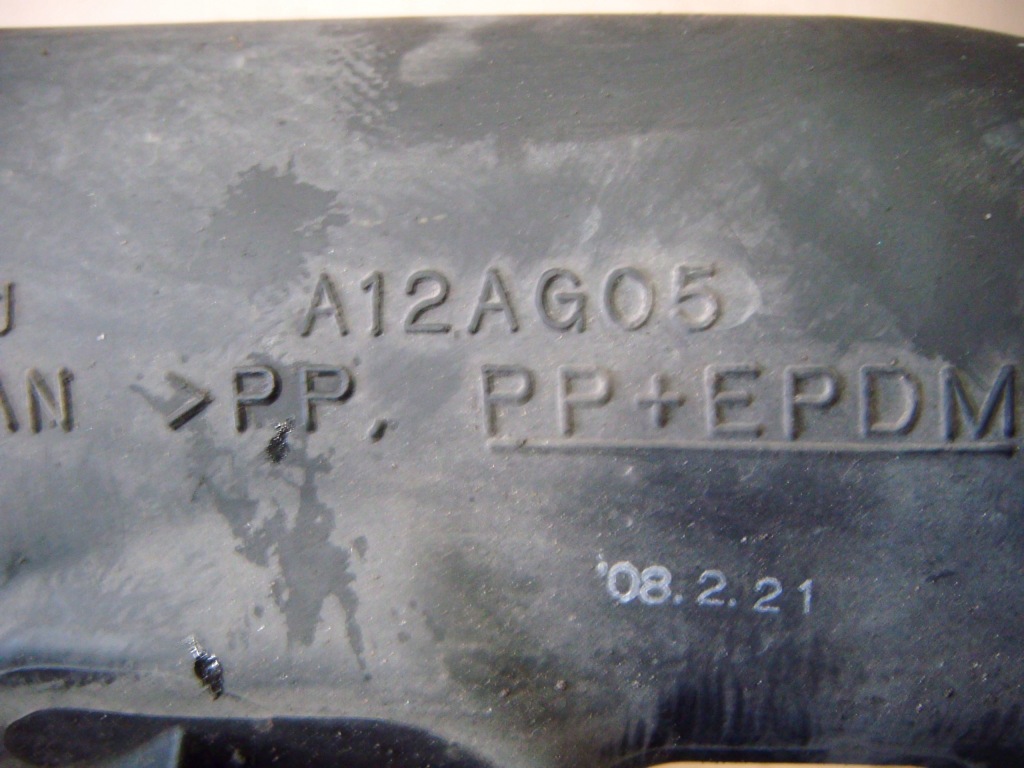 A12AG05
>PP, PP+EPDM
'08.2.21